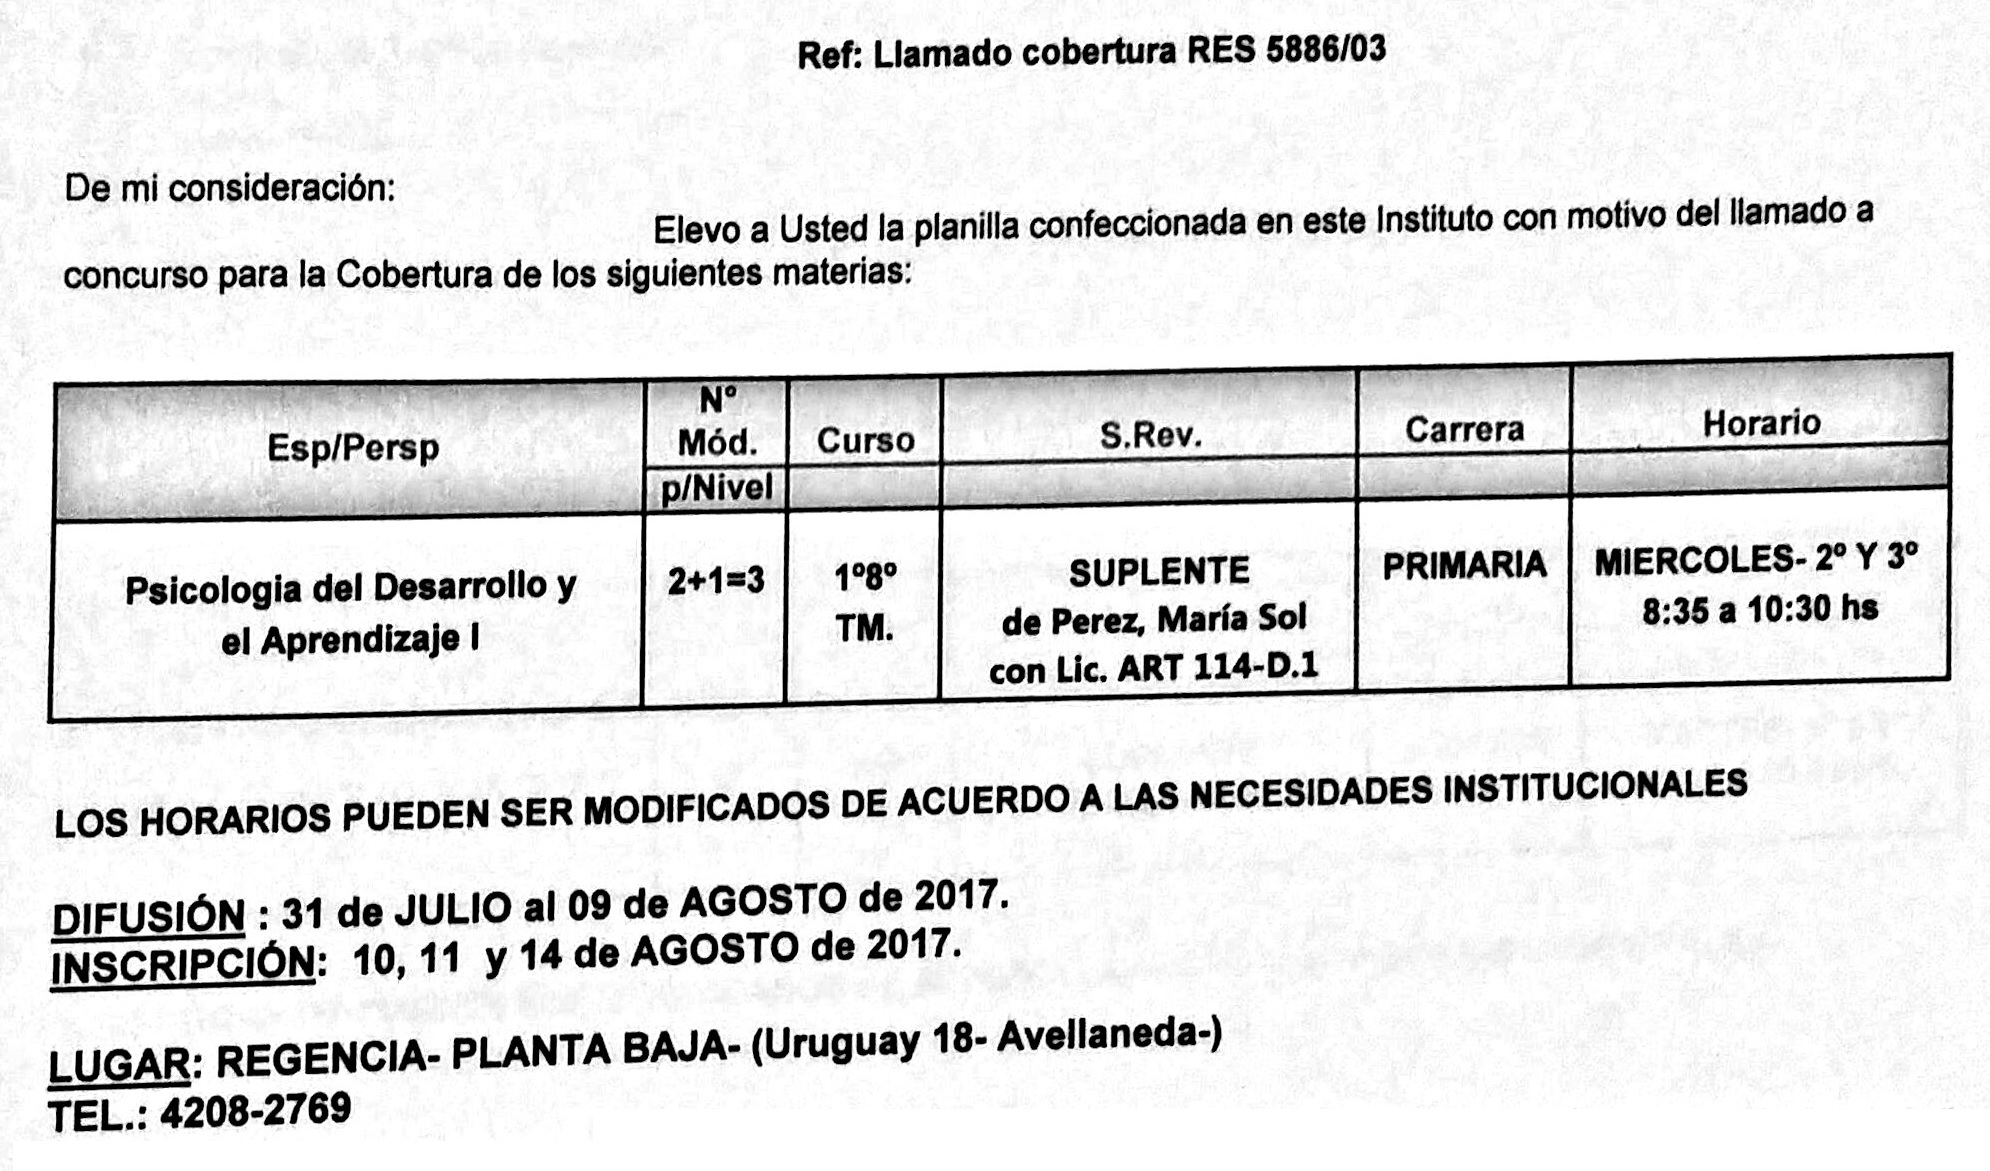 Ref: Llamado cobertura RES 5886/03
De mi consideración:
Elevo a Usted la planilla confeccionada en este Instituto con motivo del llamado a
concurso para la Cobertura de los siguientes materias:
Esp/Persp
Nº
Mód.
p/Nivel
Curso
S.Rev.
Carrera
Horario
Psicologia del Desarrollo y
el Aprendizaje I
2+1=3
1º8º
TM.
SUPLENTE
de Perez, María Sol
con Lic. ART 114-D.1
PRIMARIA
MIERCOLES- 2º Y 3º
8:35 a 10:30 hs
LOS HORARIOS PUEDEN SER MODIFICADOS DE ACUERDO A LAS NECESIDADES INSTITUCIONALES
DIFUSIÓN : 31 de JULIO al 09 de AGOSTO de 2017.
INSCRIPCIÓN: 10, 11 y 14 de AGOSTO de 2017.
LUGAR: REGENCIA- PLANTA BAJA- (Uruguay 18- Avellaneda-)
TEL.: 4208-2769